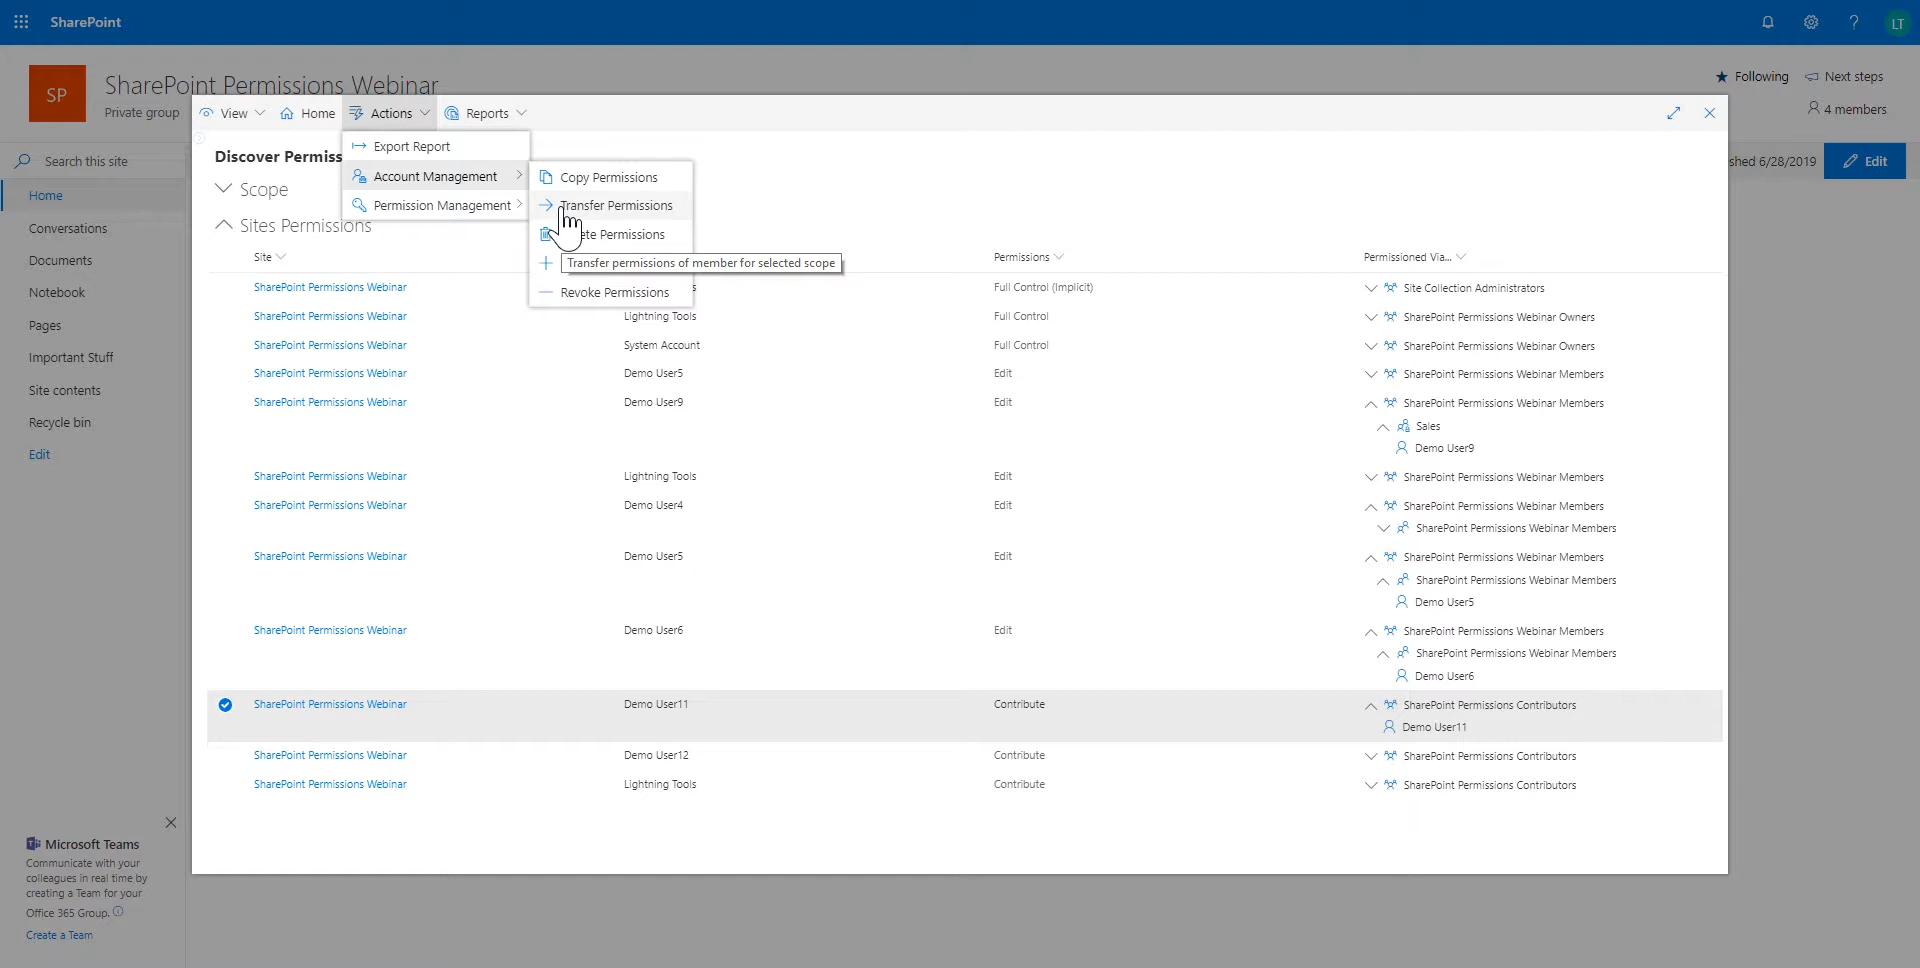 SharePoint
LT
SP
SharePoint Permissions Webinar
Private group
Following
Next steps
4 members
View
Home
Actions
Reports
Export Report
Discover Permiss
Account Management
Copy Permissions
Search this site
shed 6/28/2019
Edit
Scope
Permission Management
Transfer Permissions
Home
Sites Permissions
ete Permissions
Conversations
Site
Transfer permissions of member for selected scope
Permissions
Permissioned Via...
Documents
SharePoint Permissions Webinar
s
Full Control (Implicit)
Site Collection Administrators
Revoke Permissions
Notebook
SharePoint Permissions Webinar
Lightning Tools
Full Control
SharePoint Permissions Webinar Owners
Pages
SharePoint Permissions Webinar
System Account
Full Control
SharePoint Permissions Webinar Owners
Important Stuff
SharePoint Permissions Webinar
Demo User5
Edit
SharePoint Permissions Webinar Members
Site contents
SharePoint Permissions Webinar
Demo User9
Edit
SharePoint Permissions Webinar Members
Recycle bin
Sales
Demo User9
Edit
SharePoint Permissions Webinar
Lightning Tools
Edit
SharePoint Permissions Webinar Members
SharePoint Permissions Webinar
Demo User4
Edit
SharePoint Permissions Webinar Members
SharePoint Permissions Webinar Members
SharePoint Permissions Webinar
Demo User5
Edit
SharePoint Permissions Webinar Members
SharePoint Permissions Webinar Members
Demo User5
SharePoint Permissions Webinar
Demo User6
Edit
SharePoint Permissions Webinar Members
SharePoint Permissions Webinar Members
Demo User6
SharePoint Permissions Webinar
Demo User11
Contribute
SharePoint Permissions Contributors
Demo User11
SharePoint Permissions Webinar
Demo User12
Contribute
SharePoint Permissions Contributors
SharePoint Permissions Webinar
Lightning Tools
Contribute
SharePoint Permissions Contributors
Microsoft Teams
Communicate with your
colleagues in real time by
creating a Team for your
Office 365 Group.
Create a Team